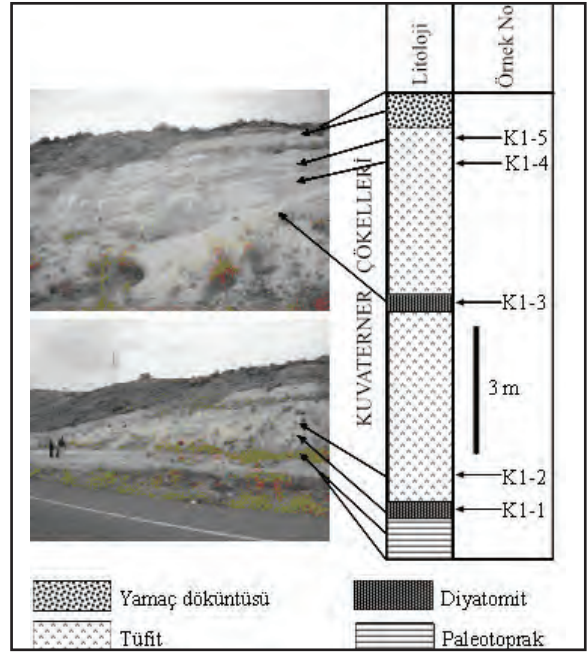 Litoloji
Örnek No
KUVATERNER ÇÖKELLERİ
K1-5
K1-4
K1-3
3 m
K1-2
K1-1
Yamaç döküntüsü
Diyatomit
Tüfit
Paleotoprak